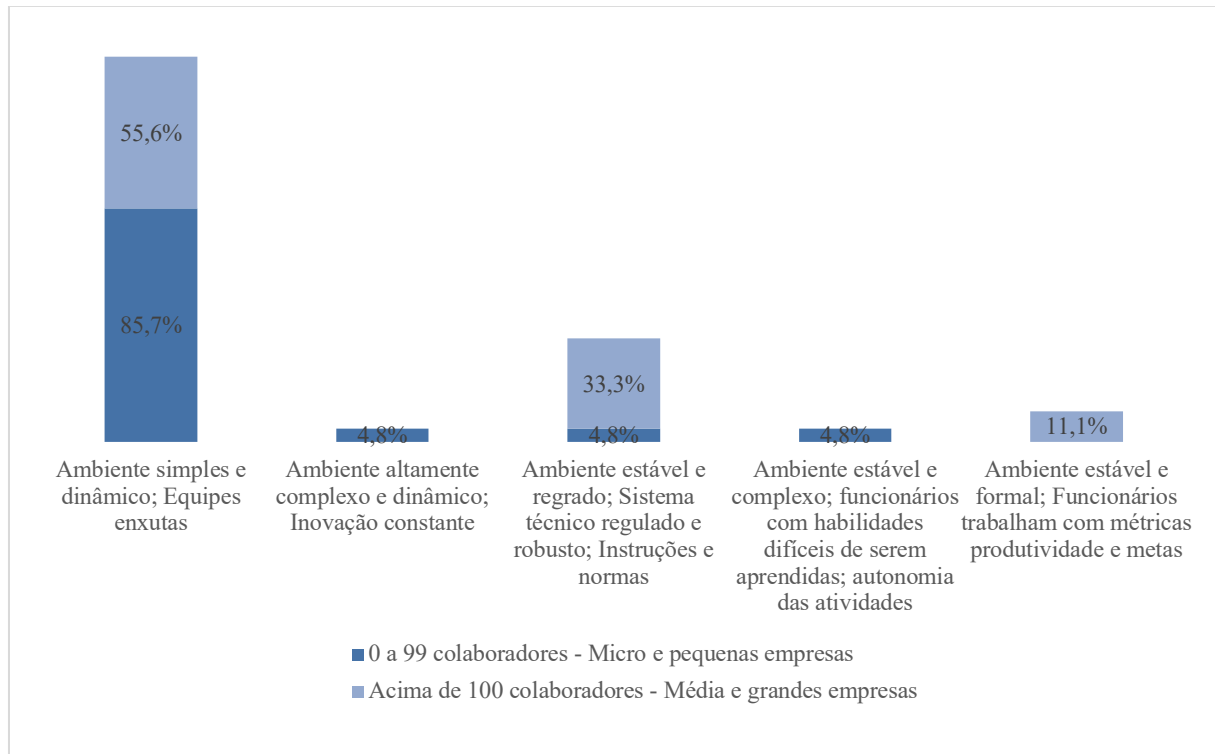 55,6%
85,7%
4,8%
33,3%
4,8%
4,8%
11,1%
Ambiente simples e
dinâmico; Equipes
enxutas
Ambiente altamente
complexo e dinâmico;
Inovação constante
Ambiente estável e
regrado; Sistema
técnico regulado e
robusto; Instruções e
normas
Ambiente estável e
complexo; funcionários
com habilidades
difíceis de serem
aprendidas; autonomia
das atividades
Ambiente estável e
formal; Funcionários
trabalham com métricas
produtividade e metas
0 a 99 colaboradores - Micro e pequenas empresas
Acima de 100 colaboradores - Média e grandes empresas